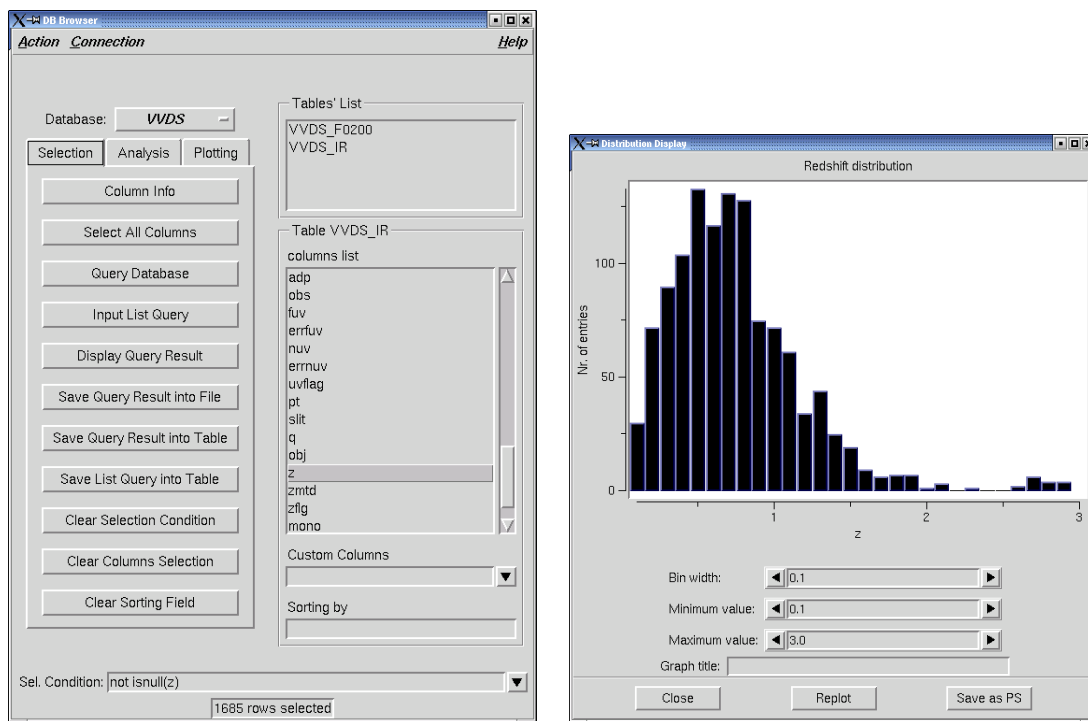 DB Browser
Action Connection Help
Database: VVDS
Selection Analysis Plotting
Column Info
Select All Columns
Query Database
Input List Query
Display Query Result
Save Query Result into File
Save Query Result into Table
Save List Query into Table
Clear Selection Condition
Clear Columns Selection
Clear Sorting Field
Tables' List
VVDS_F0200
VVDS_IR
Table VVDS_IR
columns list
adp
obs
fuv
errfuv
nuv
errnuv
uvflag
pt
slit
q
obj
z
zmtd
zflg
mono
Custom Columns
Sorting by
Sel. Condition: not isnull(z)
1685 rows selected
Distribution Display
Redshift distribution
Nr. of entries
100
50
0
1 2 3
z
Bin width: 0.1
Minimum value: 0.1
Maximum value: 3.0
Graph title:
Close Replot Save as PS